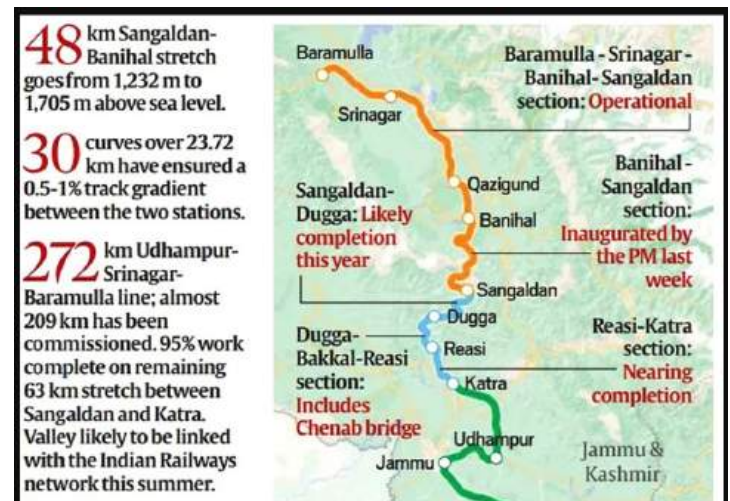 48 km Sangaldan-
Banihal stretch
goes from 1,232 m to
1,705 m above sea level.
30 curves over 23.72
km have ensured a
0.5-1% track gradient
between the two stations.
272 km Udhampur-
Srinagar-
Baramulla line; almost
209 km has been
commissioned. 95% work
complete on remaining
63 km stretch between
Sangaldan and Katra.
Valley likely to be linked
with the Indian Railways
network this summer.
Baramulla
Srinagar
Baramulla - Srinagar -
Banihal- Sangaldan
section: Operational
Qazigund
Banihal
Banihal -
Sangaldan
section:
Inaugurated by
the PM last
week
Sangaldan-
Dugga: Likely
completion
this year
Sangaldan
Dugga
Reasi
Katra
Dugga-
Bakkal-Reasi
section:
Includes
Chenab bridge
Reasi-Katra
section:
Nearing
completion
Udhampur
Jammu
Jammu &
Kashmir